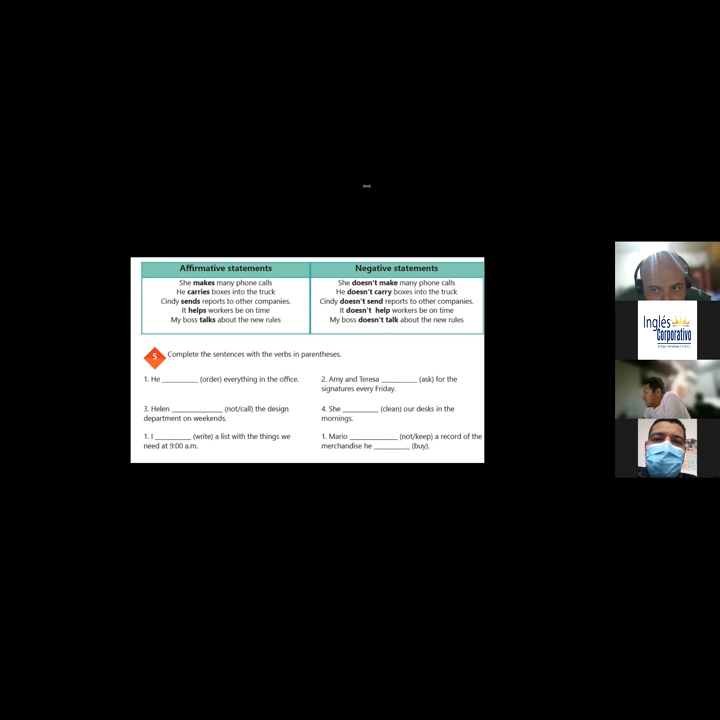 Affirmative statements
She makes many phone calls
He carries boxes into the truck
Cindy sends reports to other companies.
It helps workers be on time
My boss talks about the new rules
Negative statements
She doesn't make many phone calls
He doesn't carry boxes into the truck
Cindy doesn't send reports to other companies.
It doesn't help workers be on time
My boss doesn't talk about the new rules
5 Complete the sentences with the verbs in parentheses.
1. He __________ (order) everything in the office.
2. Amy and Teresa __________ (ask) for the
signatures every Friday.
3. Helen ______________ (not/call) the design
department on weekends.
4. She __________ (clean) our desks in the
mornings.
1. I __________ (write) a list with the things we
need at 9:00 a.m.
1. Mario _____________ (not/keep) a record of the
merchandise he __________ (buy).
Inglés
Corporativo